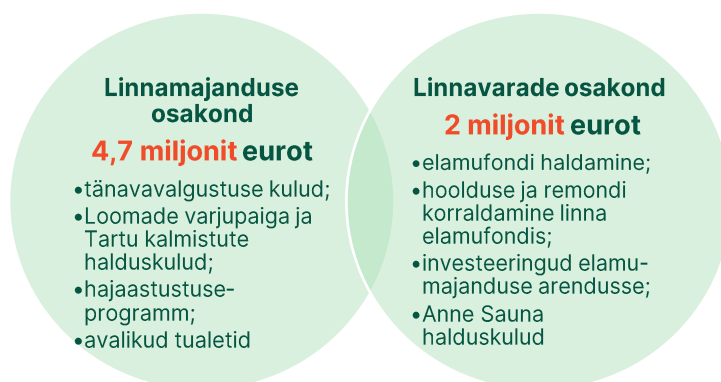 Linnamajanduse
osakond
4,7 miljonit eurot
•tänavavalgustuse kulud;
•Loomade varjupaiga ja
Tartu kalmistute
halduskulud;
•hajaastustuse-
programm;
•avalikud tualetid
Linnavarade osakond
2 miljonit eurot
•elamufondi haldamine;
•hoolduse ja remondi
korraldamine linna
elamufondis;
•investeeringud elamu-
majanduse arendusse;
•Anne Sauna
halduskulud